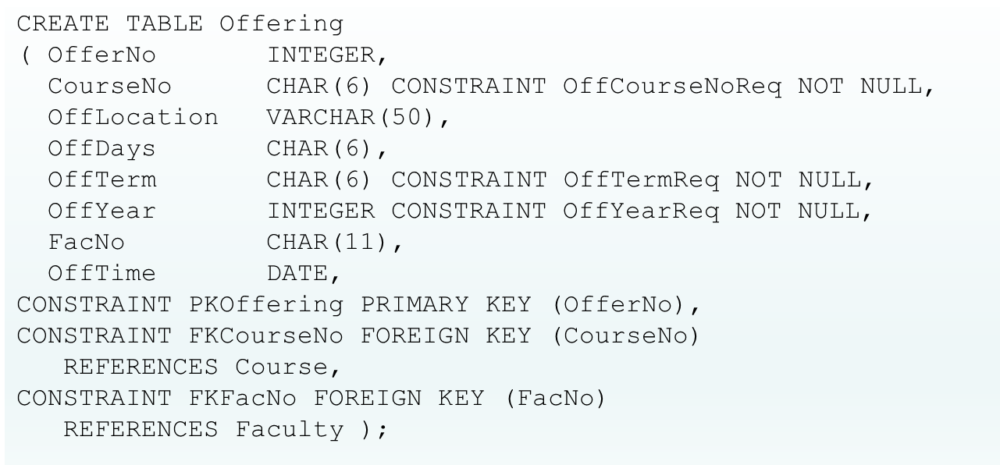 CREATE TABLE Offering
( OfferNo       INTEGER,
  CourseNo      CHAR(6) CONSTRAINT OffCourseNoReq NOT NULL,
  OffLocation   VARCHAR(50),
  OffDays       CHAR(6),
  OffTerm       CHAR(6) CONSTRAINT OffTermReq NOT NULL,
  OffYear       INTEGER CONSTRAINT OffYearReq NOT NULL,
  FacNo         CHAR(11),
  OffTime       DATE,
CONSTRAINT PKOffering PRIMARY KEY (OfferNo),
CONSTRAINT FKCourseNo FOREIGN KEY (CourseNo)
   REFERENCES Course,
CONSTRAINT FKFacNo FOREIGN KEY (FacNo)
   REFERENCES Faculty );